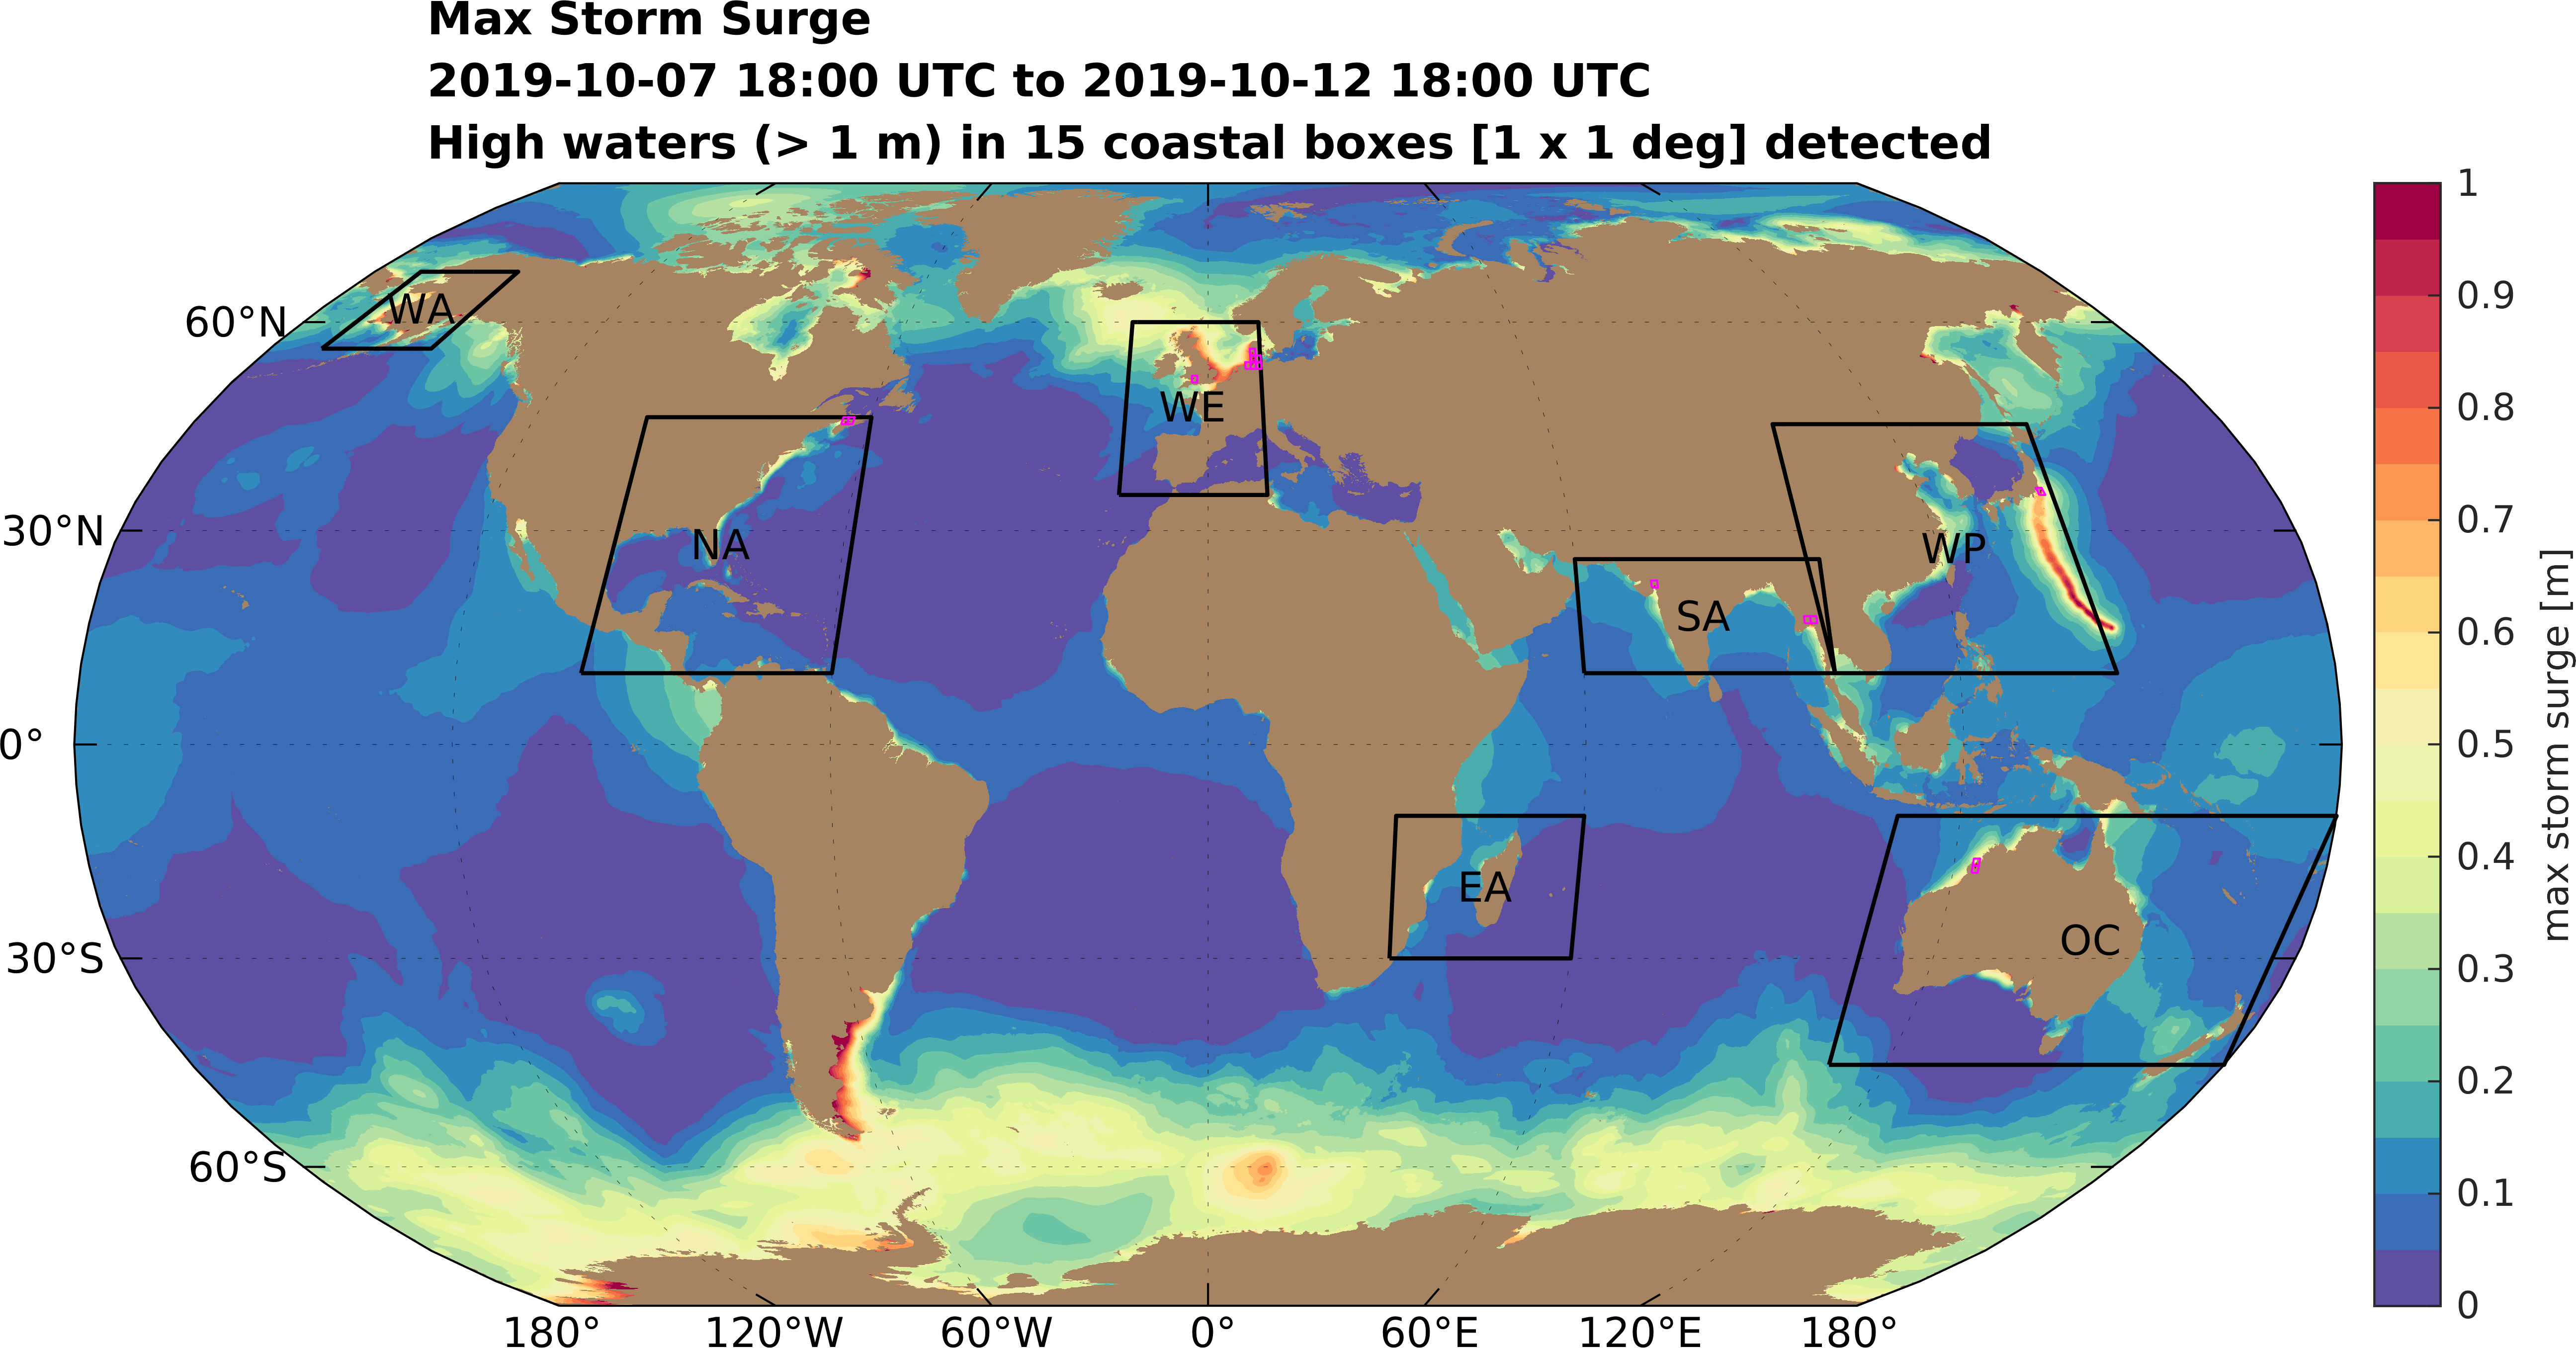 Max Storm Surge
2019-10-07 18:00 UTC to 2019-10-12 18:00 UTC
High waters (> 1 m) in 15 coastal boxes [1 x 1 deg] detected
60°N
30°N
0°
30°S
60°S
WA
NA
WE
SA
WP
EA
OC
180°
120°W
60°W
0°
60°E
120°E
180°
1
0.9
0.8
0.7
0.6
0.5
0.4
0.3
0.2
0.1
0
max storm surge [m]